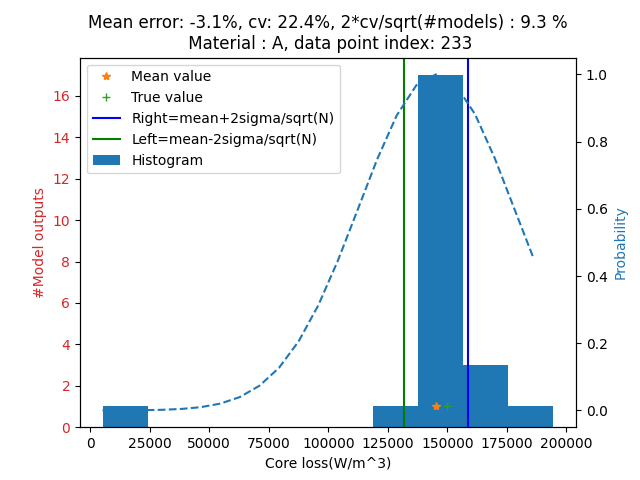 Mean error: -3.1%, cv: 22.4%, 2*cv/sqrt(#models) : 9.3 %
Material : A, data point index: 233
Mean value
True value
Right=mean+2sigma/sqrt(N)
Left=mean-2sigma/sqrt(N)
Histogram
16
14
12
10
8
6
4
2
0
#Model outputs
1.0
0.8
0.6
0.4
0.2
0.0
Probability
0 25000 50000 75000 100000 125000 150000 175000 200000
Core loss(W/m^3)